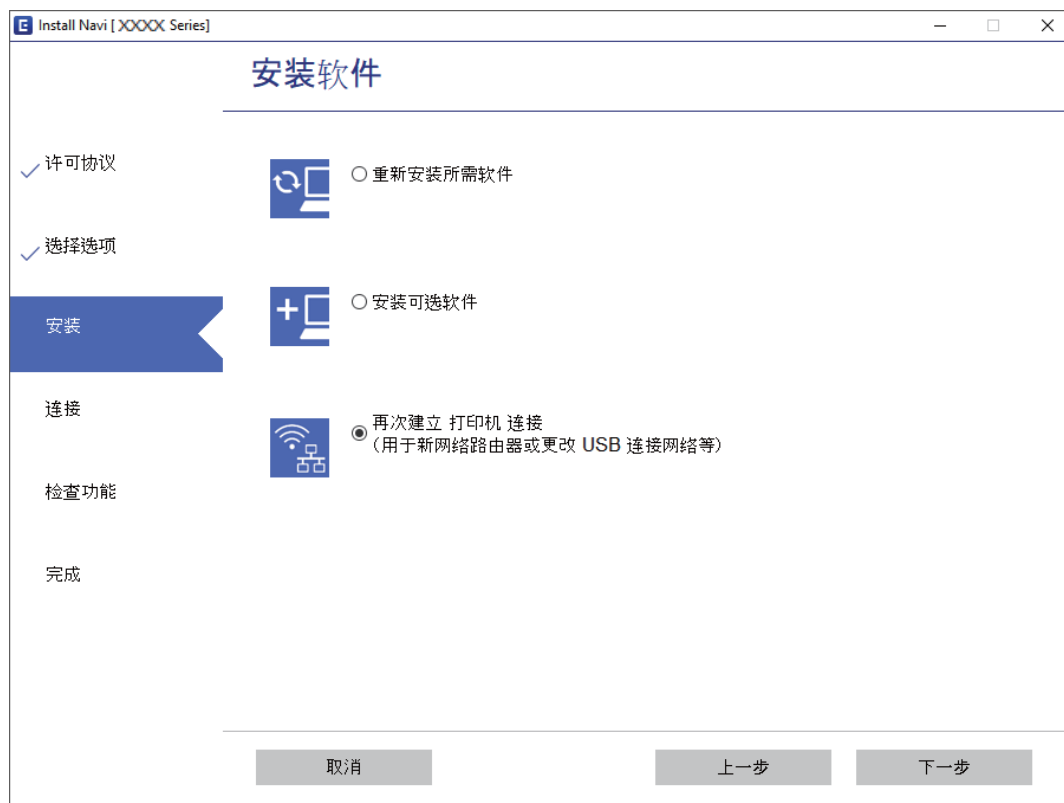 Install Navi [ XXXX Series]
安装软件
许可协议
选择选项
安装
连接
检查功能
完成
重新安装所需软件
安装可选软件
再次建立 打印机 连接
(用于新网络路由器或更改 USB 连接网络等)
取消
上一步
下一步